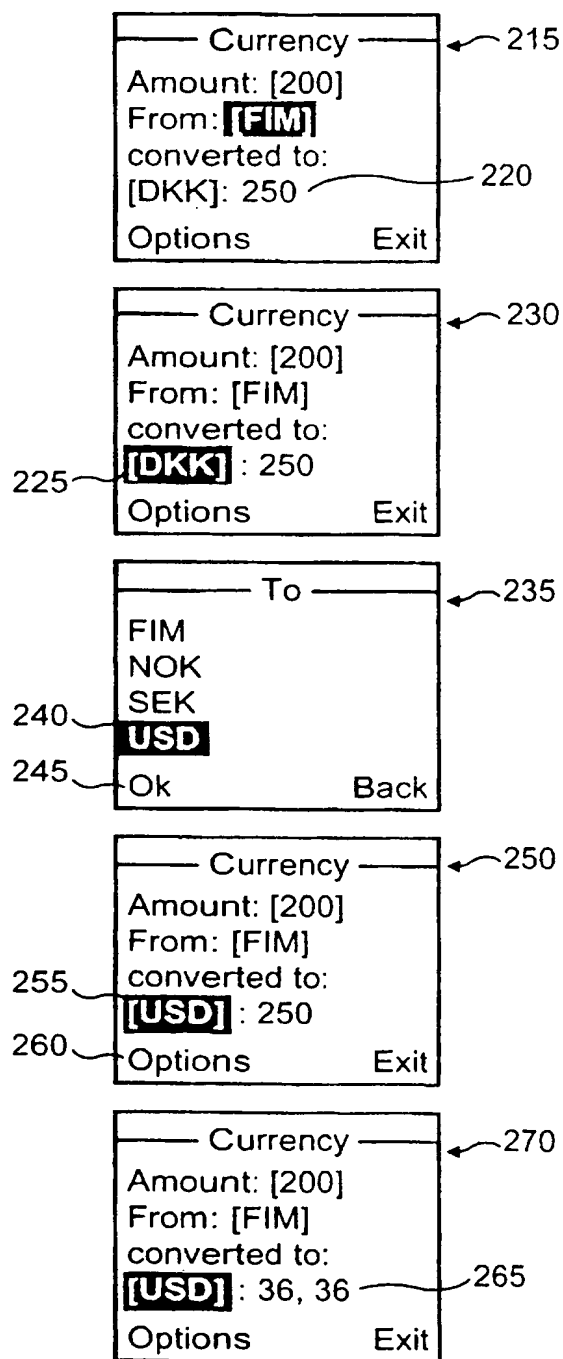 Currency 215
Amount: [200]
From: [FIM]
converted to:
[DKK]: 250 220
Options Exit
Currency 230
Amount: [200]
From: [FIM]
converted to:
225 [DKK] : 250
Options Exit
To 235
FIM
NOK
SEK
240 USD
245 Ok Back
Currency 250
Amount: [200]
From: [FIM]
converted to:
255 [USD] : 250
260 Options Exit
Currency 270
Amount: [200]
From: [FIM]
converted to:
[USD] : 36, 36 265
Options Exit